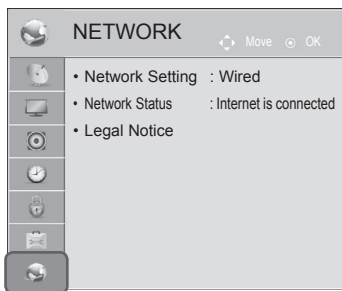 NETWORK
Move ⊙ OK
• Network Setting : Wired
• Network Status : Internet is connected
• Legal Notice